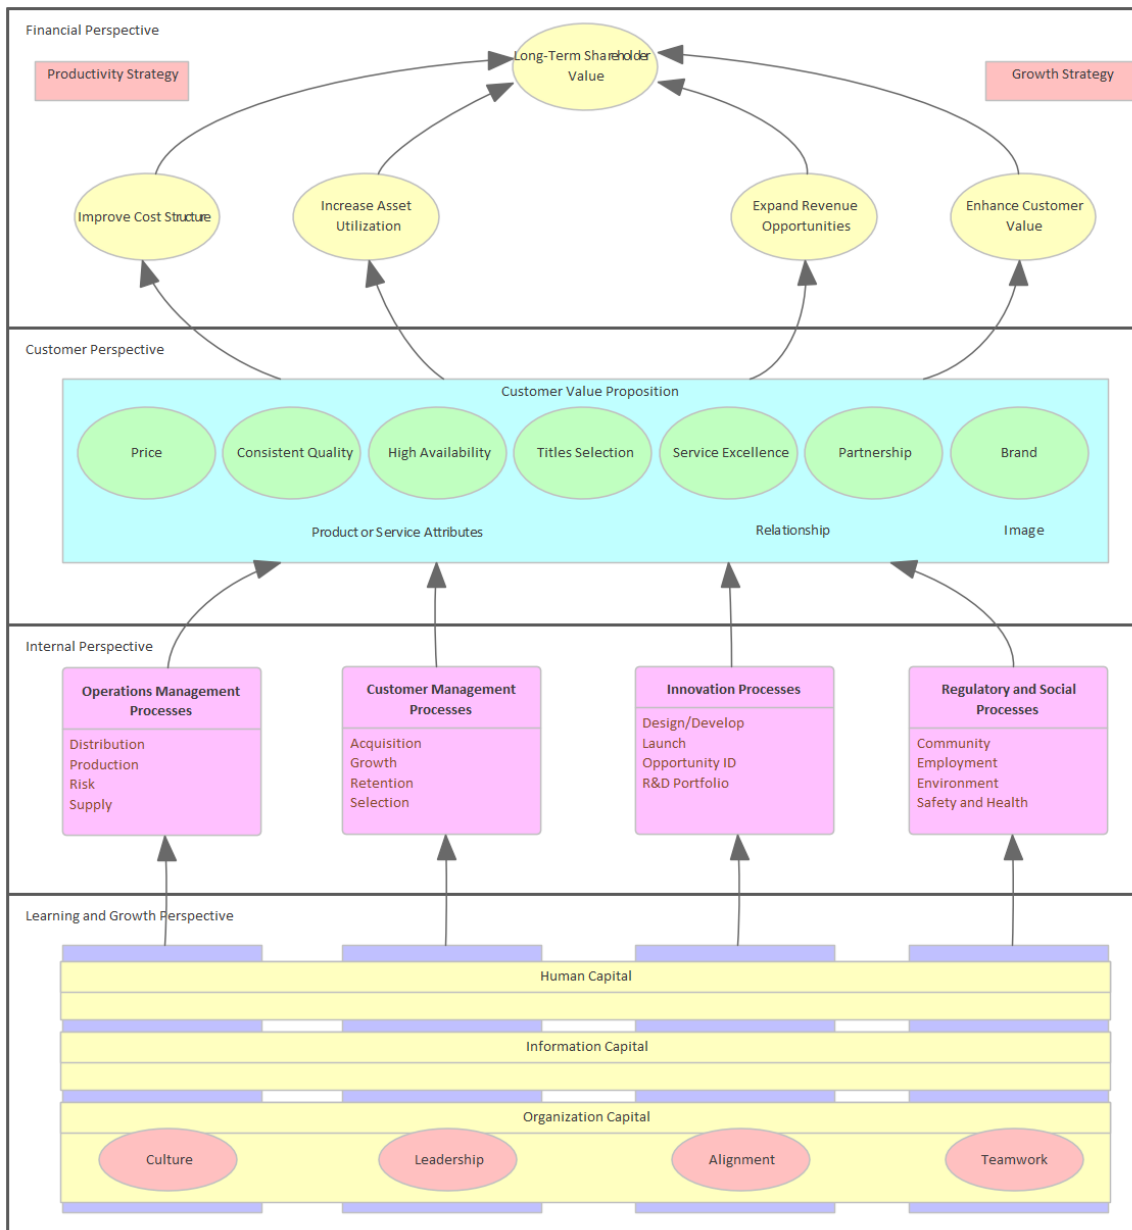 Financial Perspective
Productivity Strategy
Long-Term Shareholder
Value
Growth Strategy
Improve Cost Structure
Increase Asset
Utilization
Expand Revenue
Opportunities
Enhance Customer
Value
Customer Perspective
Customer Value Proposition
Price
Consistent Quality
High Availability
Titles Selection
Service Excellence
Partnership
Brand
Product or Service Attributes
Relationship
Image
Internal Perspective
Operations Management
Processes
Distribution
Production
Risk
Supply
Customer Management
Processes
Acquisition
Growth
Retention
Selection
Innovation Processes
Design/Develop
Launch
Opportunity ID
R&D Portfolio
Regulatory and Social
Processes
Community
Employment
Environment
Safety and Health
Learning and Growth Perspective
Human Capital
Information Capital
Organization Capital
Culture
Leadership
Alignment
Teamwork